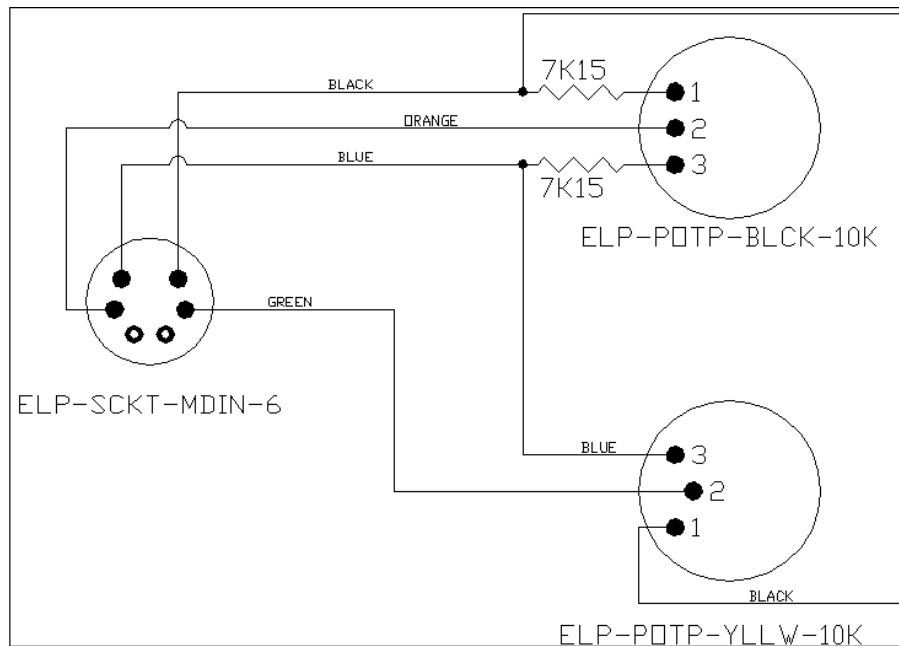 7K15
BLACK
1
ORANGE
2
BLUE
3
7K15
ELP-POTP-BLCK-10K
GREEN
ELP-SCKT-MDIN-6
BLUE
3
2
1
BLACK
ELP-POTP-YLLW-10K